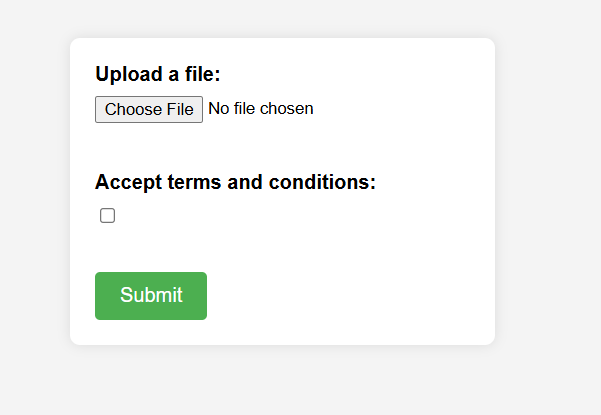 Upload a file:
Choose File No file chosen
Accept terms and conditions:
Submit